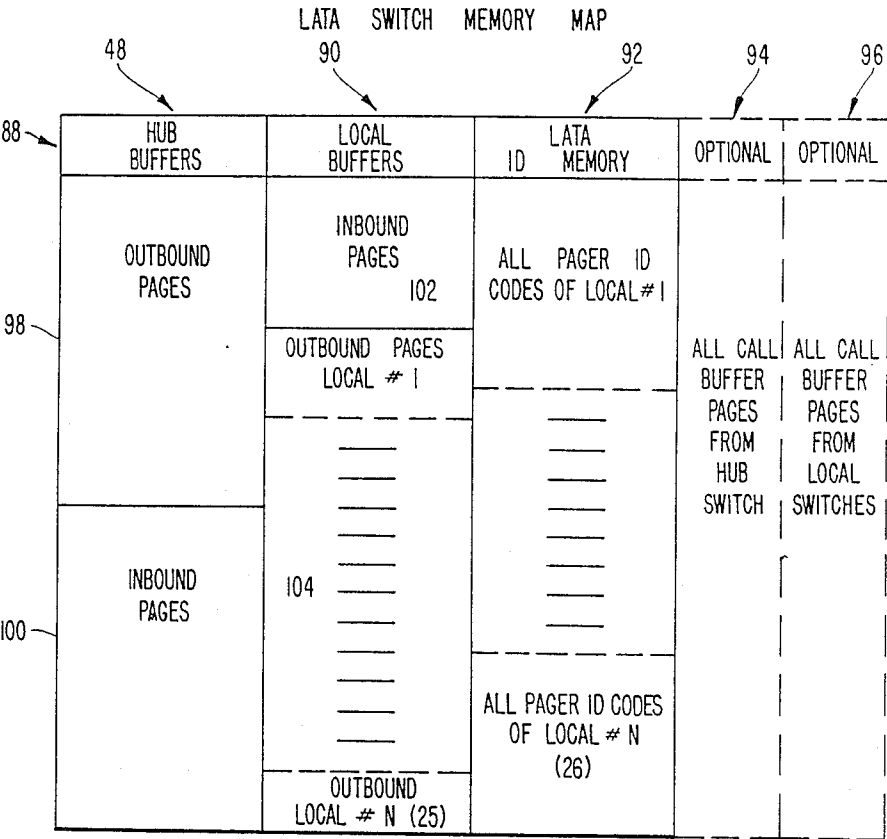 LATA SWITCH MEMORY MAP
48
90
92
94
96
88
HUB
BUFFERS
LOCAL
BUFFERS
LATA
ID MEMORY
OPTIONAL
OPTIONAL
OUTBOUND
PAGES
98
INBOUND
PAGES
100
INBOUND
PAGES
102
OUTBOUND PAGES
LOCAL # 1
104
OUTBOUND
LOCAL # N (25)
ALL PAGER ID
CODES OF LOCAL # 1
ALL PAGER ID CODES
OF LOCAL # N
(26)
ALL CALL
BUFFER
PAGES
FROM
HUB
SWITCH
ALL CALL
BUFFER
PAGES
FROM
LOCAL
SWITCHES